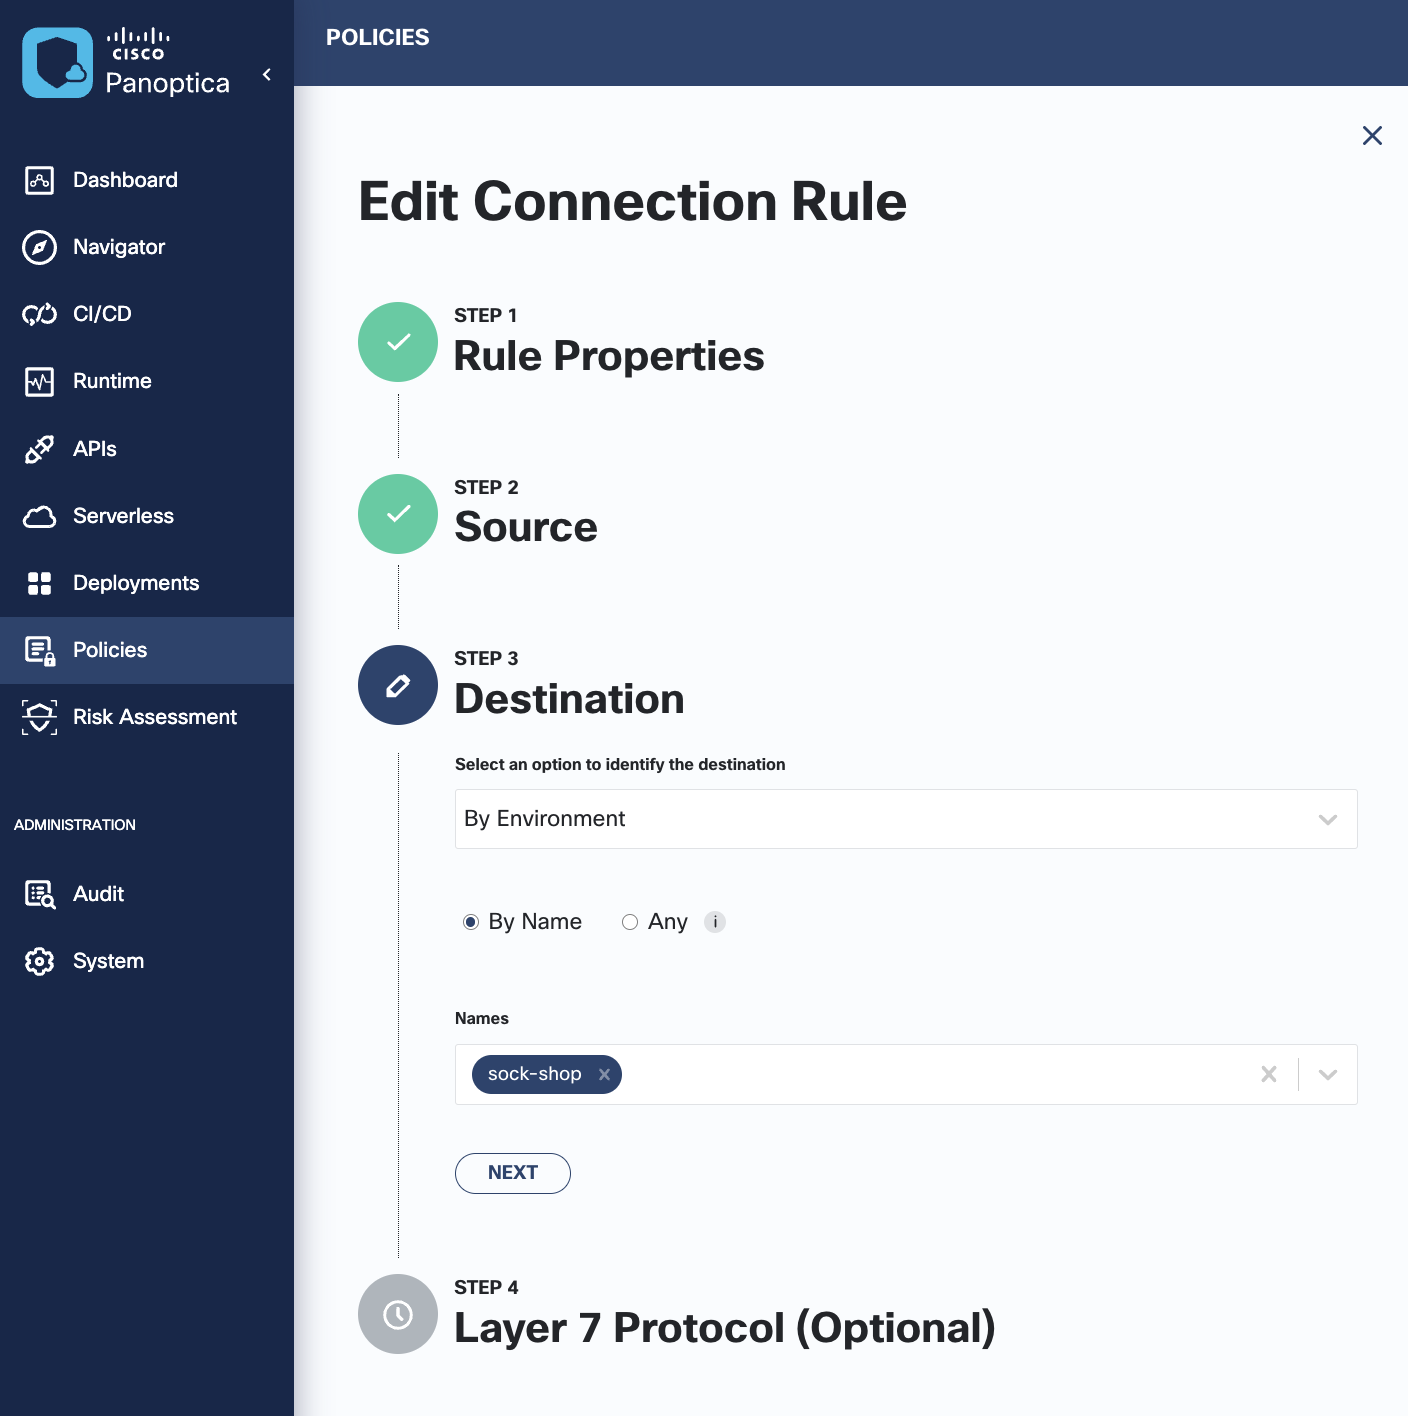 cisco
Panoptica
Dashboard
Navigator
CI/CD
Runtime
APIs
Serverless
Deployments
Policies
Risk Assessment
ADMINISTRATION
Audit
System
POLICIES
Edit Connection Rule
STEP 1
Rule Properties
STEP 2
Source
STEP 3
Destination
Select an option to identify the destination
By Environment
By Name Any i
Names
sock-shop
NEXT
STEP 4
Layer 7 Protocol (Optional)